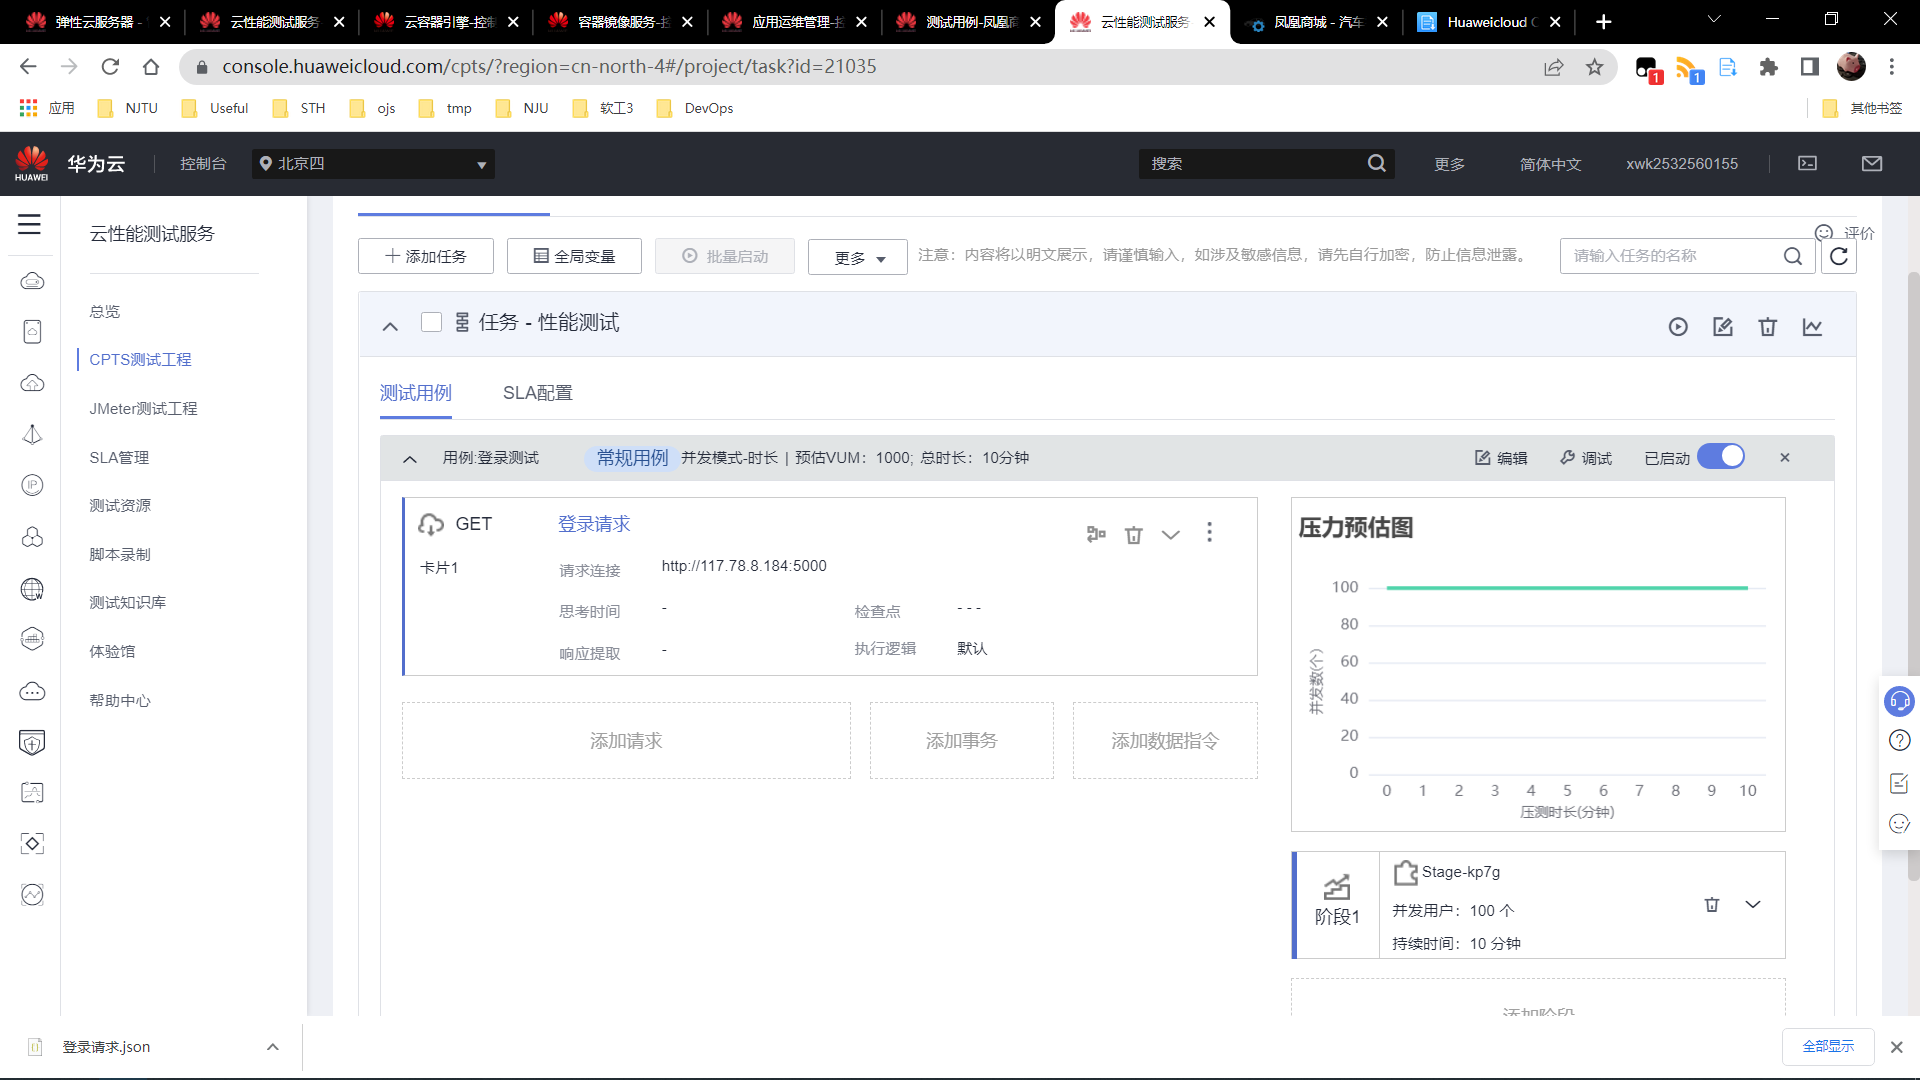 弹性云服务器 -
云性能测试服务
云容器引擎-控制
容器镜像服务-控
应用运维管理-控
测试用例-凤凰商
云性能测试服务-
凤凰商城 - 汽车
Huaweicloud C
console.huaweicloud.com/cpts/?region=cn-north-4#/project/task?id=21035
1
1
应用
NJTU
Useful
STH
ojs
tmp
NJU
软工3
DevOps
其他书签
HUAWEI
华为云
控制台
北京四
搜索
更多
简体中文
xwk2532560155
云性能测试服务
总览
CPTS测试工程
JMeter测试工程
SLA管理
测试资源
脚本录制
测试知识库
体验馆
帮助中心
评价
添加任务
全局变量
批量启动
更多
注意：内容将以明文展示，请谨慎输入，如涉及敏感信息，请先自行加密，防止信息泄露。
请输入任务的名称
任务 - 性能测试
测试用例
SLA配置
用例:登录测试
常规用例
并发模式-时长 | 预估VUM：1000; 总时长：10分钟
编辑
调试
已启动
GET
登录请求
卡片1
请求连接
http://117.78.8.184:5000
思考时间
-
检查点
- - -
响应提取
-
执行逻辑
默认
添加请求
添加事务
添加数据指令
压力预估图
100
80
60
40
20
0
并发数(个)
0 1 2 3 4 5 6 7 8 9 10
压测时长(分钟)
阶段1
Stage-kp7g
并发用户：100 个
持续时间：10 分钟
添加阶段
登录请求.json
全部显示